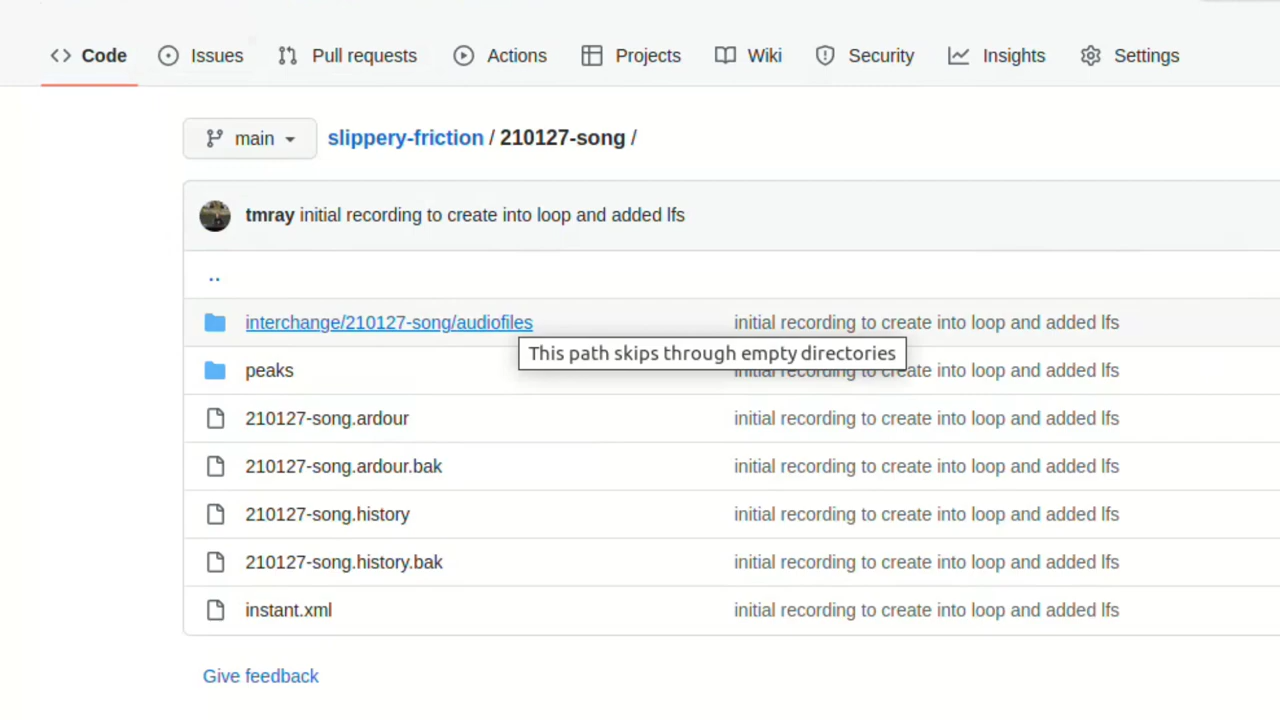 Code Issues Pull requests Actions Projects Wiki Security Insights Settings
main slippery-friction / 210127-song /
tmray initial recording to create into loop and added lfs
..
interchange/210127-song/audiofiles initial recording to create into loop and added lfs
This path skips through empty directories
peaks initial recording to create into loop and added lfs
210127-song.ardour initial recording to create into loop and added lfs
210127-song.ardour.bak initial recording to create into loop and added lfs
210127-song.history initial recording to create into loop and added lfs
210127-song.history.bak initial recording to create into loop and added lfs
instant.xml initial recording to create into loop and added lfs
Give feedback